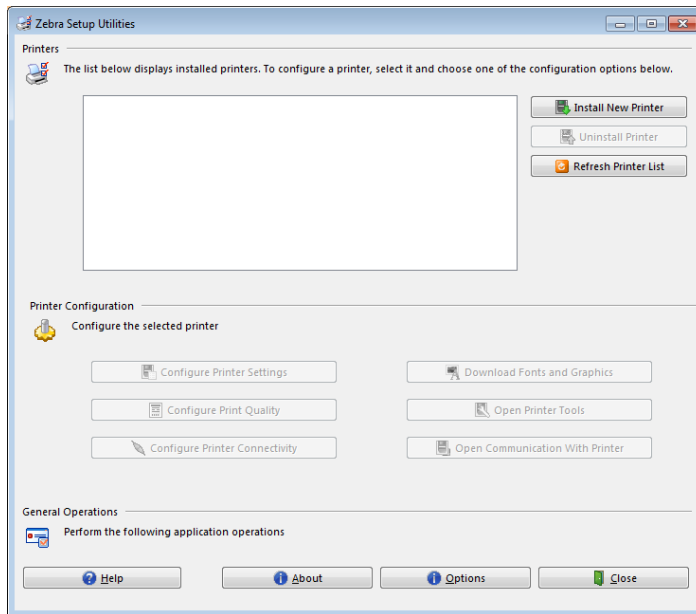 Zebra Setup Utilities
Printers
The list below displays installed printers. To configure a printer, select it and choose one of the configuration options below.
Install New Printer
Uninstall Printer
Refresh Printer List
Printer Configuration
Configure the selected printer
Configure Printer Settings
Download Fonts and Graphics
Configure Print Quality
Open Printer Tools
Configure Printer Connectivity
Open Communication With Printer
General Operations
Perform the following application operations
Help
About
Options
Close